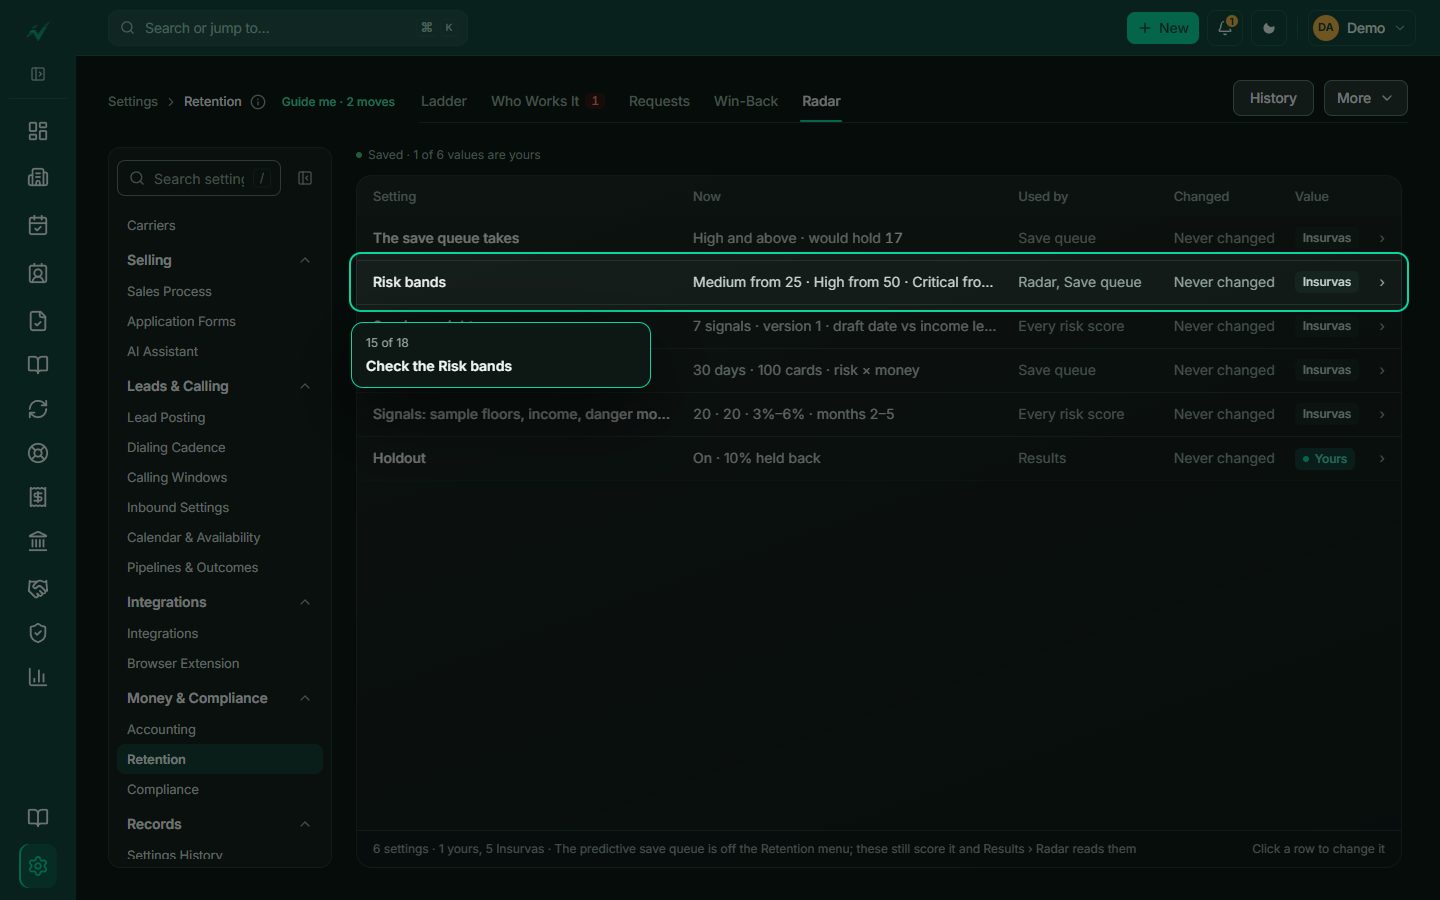 Search or jump to...
⌘ K
New
1
DA
Demo
Settings › Retention
Guide me · 2 moves
Ladder
Who Works It 1
Requests
Win-Back
Radar
History
More
Search setting
/
Carriers
Selling
Sales Process
Application Forms
AI Assistant
Leads & Calling
Lead Posting
Dialing Cadence
Calling Windows
Inbound Settings
Calendar & Availability
Pipelines & Outcomes
Integrations
Integrations
Browser Extension
Money & Compliance
Accounting
Retention
Compliance
Records
Settings History
Saved · 1 of 6 values are yours
Setting Now Used by Changed Value
The save queue takes High and above · would hold 17 Save queue Never changed Insurvas ›
Risk bands Medium from 25 · High from 50 · Critical fro... Radar, Save queue Never changed Insurvas ›
7 signals · version 1 · draft date vs income le... Every risk score Never changed Insurvas ›
15 of 18
Check the Risk bands
30 days · 100 cards · risk × money Save queue Never changed Insurvas ›
Signals: sample floors, income, danger mo... 20 · 20 · 3%–6% · months 2–5 Every risk score Never changed Insurvas ›
Holdout On · 10% held back Results Never changed Yours ›
6 settings · 1 yours, 5 Insurvas · The predictive save queue is off the Retention menu; these still score it and Results › Radar reads them
Click a row to change it